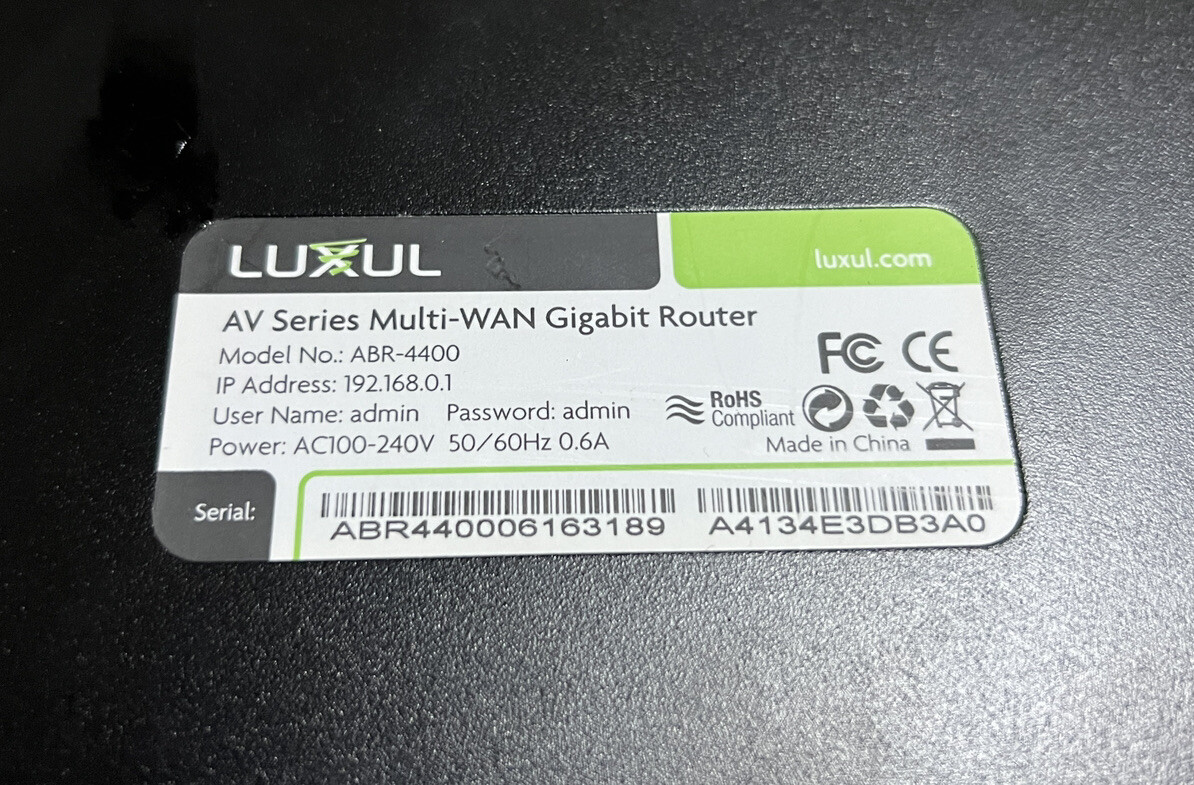 LUXUL
luxul.com
AV Series Multi-WAN Gigabit Router
Model No.: ABR-4400
IP Address: 192.168.0.1
User Name: admin Password: admin
Power: AC100-240V 50/60Hz 0.6A
FC CE
RoHS
Compliant
Made in China
Serial:
ABR440006163189 A4134E3DB3A0